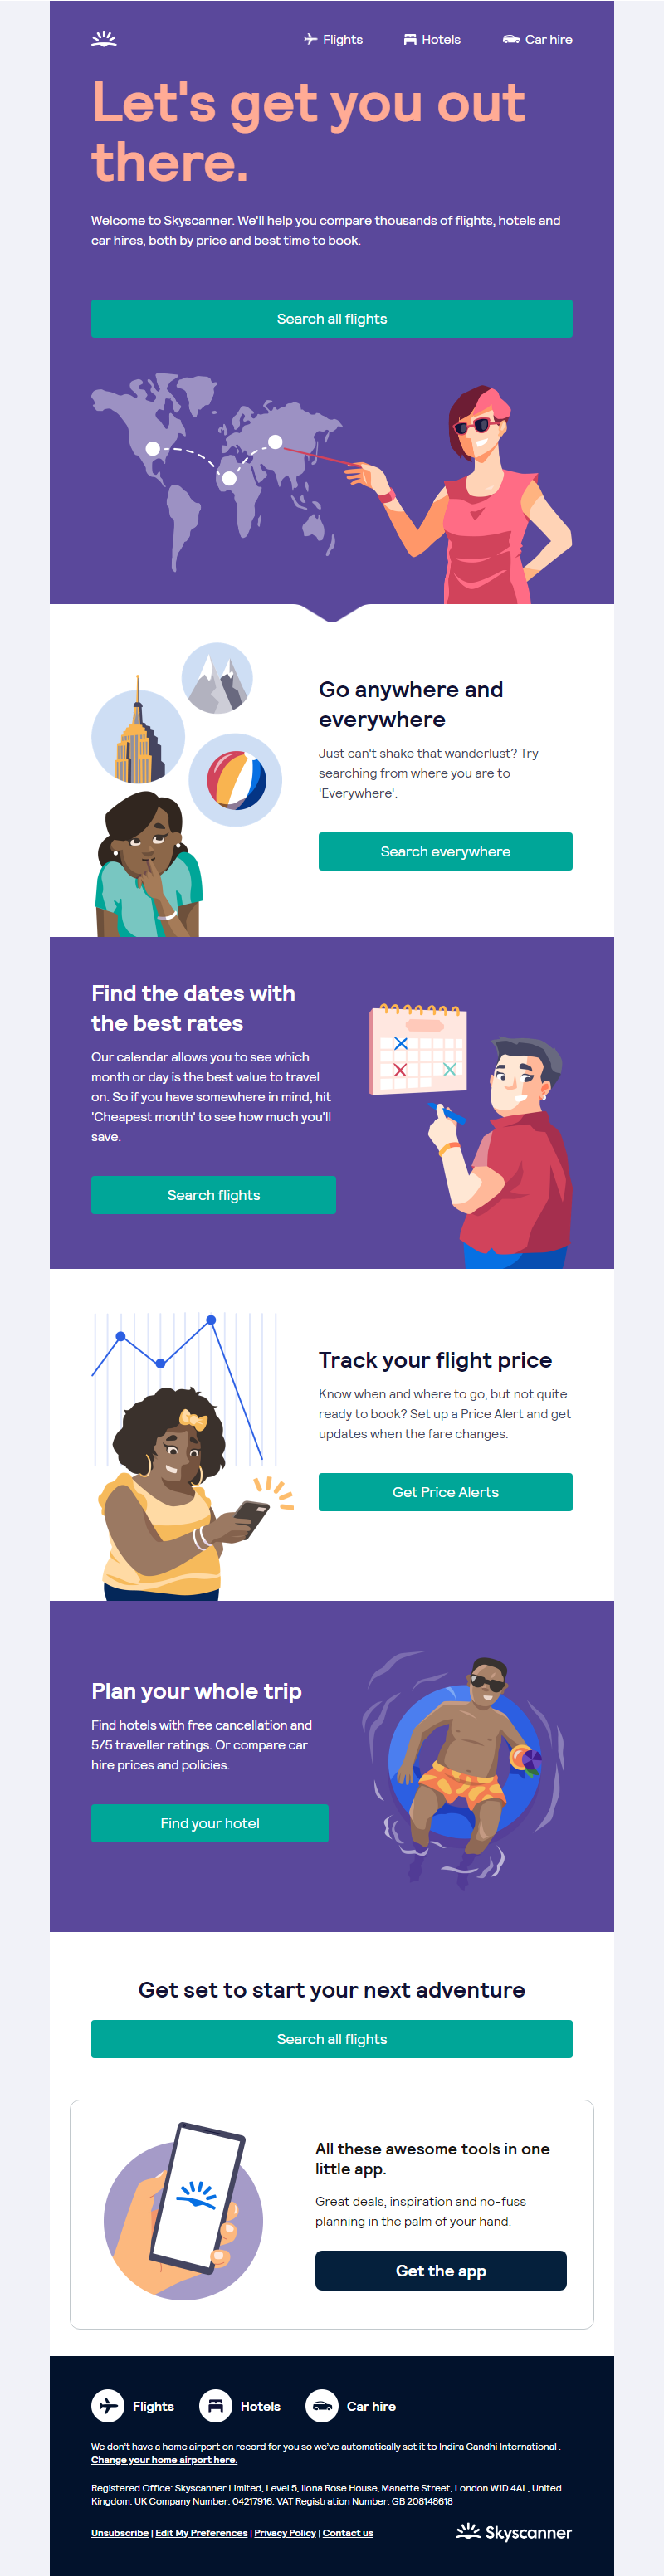 Flights
Hotels
Car hire
Let's get you out
there.
Welcome to Skyscanner. We'll help you compare thousands of flights, hotels and
car hires, both by price and best time to book.
Search all flights
Go anywhere and
everywhere
Just can't shake that wanderlust? Try
searching from where you are to
'Everywhere'.
Search everywhere
Find the dates with
the best rates
Our calendar allows you to see which
month or day is the best value to travel
on. So if you have somewhere in mind, hit
'Cheapest month' to see how much you'll
save.
Search flights
Track your flight price
Know when and where to go, but not quite
ready to book? Set up a Price Alert and get
updates when the fare changes.
Get Price Alerts
Plan your whole trip
Find hotels with free cancellation and
5/5 traveller ratings. Or compare car
hire prices and policies.
Find your hotel
Get set to start your next adventure
Search all flights
All these awesome tools in one
little app.
Great deals, inspiration and no-fuss
planning in the palm of your hand.
Get the app
Flights
Hotels
Car hire
We don't have a home airport on record for you so we've automatically set it to Indira Gandhi International .
Change your home airport here.
Registered Office: Skyscanner Limited, Level 5, Ilona Rose House, Manette Street, London W1D 4AL, United
Kingdom. UK Company Number: 04217916; VAT Registration Number: GB 208148618
Unsubscribe | Edit My Preferences | Privacy Policy | Contact us
Skyscanner